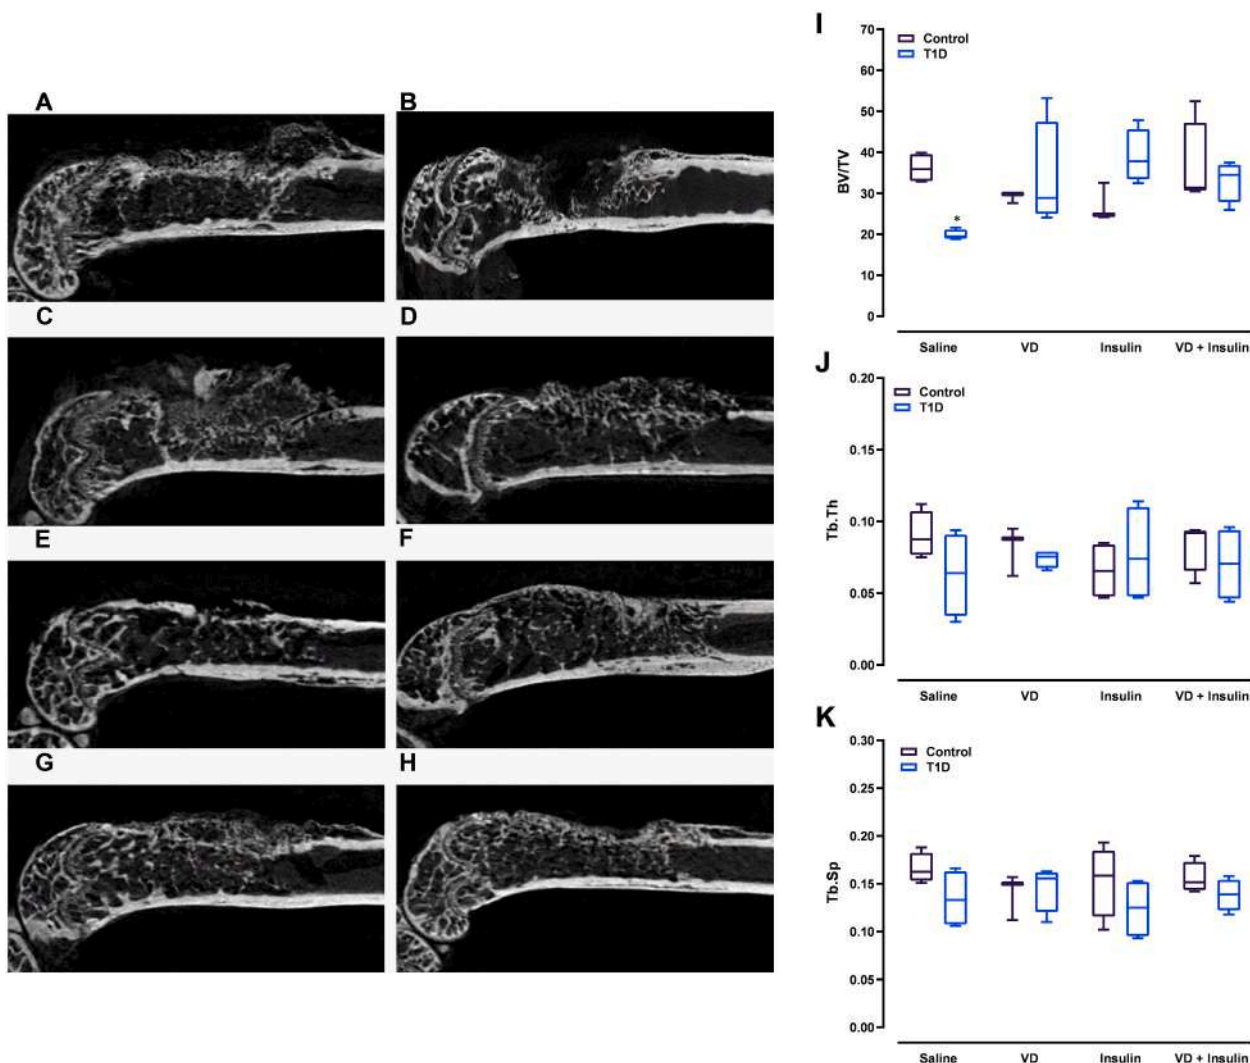 A
B
C
D
E
F
G
H
I
Control
T1D
BV/TV
70
60
50
40
30
20
10
0
*
Saline
VD
Insulin
VD + Insulin
J
Control
T1D
Tb.Th
0.20
0.15
0.10
0.05
0.00
Saline
VD
Insulin
VD + Insulin
K
Control
T1D
Tb.Sp
0.30
0.25
0.20
0.15
0.10
0.05
0.00
Saline
VD
Insulin
VD + Insulin